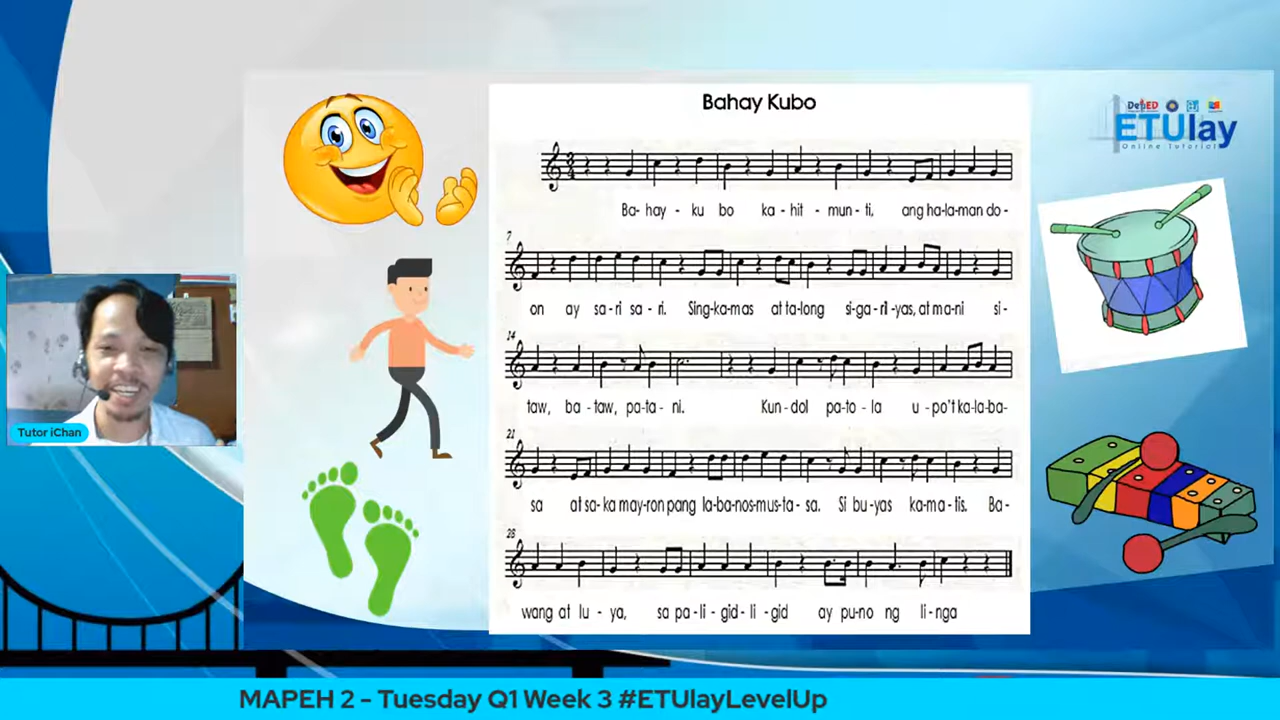 Bahay Kubo
DepED
ETUlay
Online Tutorial
3
4
Ba- hay - ku bo ka - hit - mun - ti, ang ha-la-man do -
7
on ay sa - ri sa - ri. Sing-ka-mas at ta-long si-ga-ri-yas, at ma-ni si-
14
taw, ba - taw, pa-ta - ni. Kun-dol pa-to - la u - po't ka-la-ba-
21
sa at sa-ka may-ron pang la-ba-nos-mus-ta - sa. Si bu-yas ka-ma-tis. Ba-
28
wang at lu - ya, sa pa-li-gid-li-gid ay pu-no ng li-nga
Tutor iChan
MAPEH 2 - Tuesday Q1 Week 3 #ETUlayLevelUp